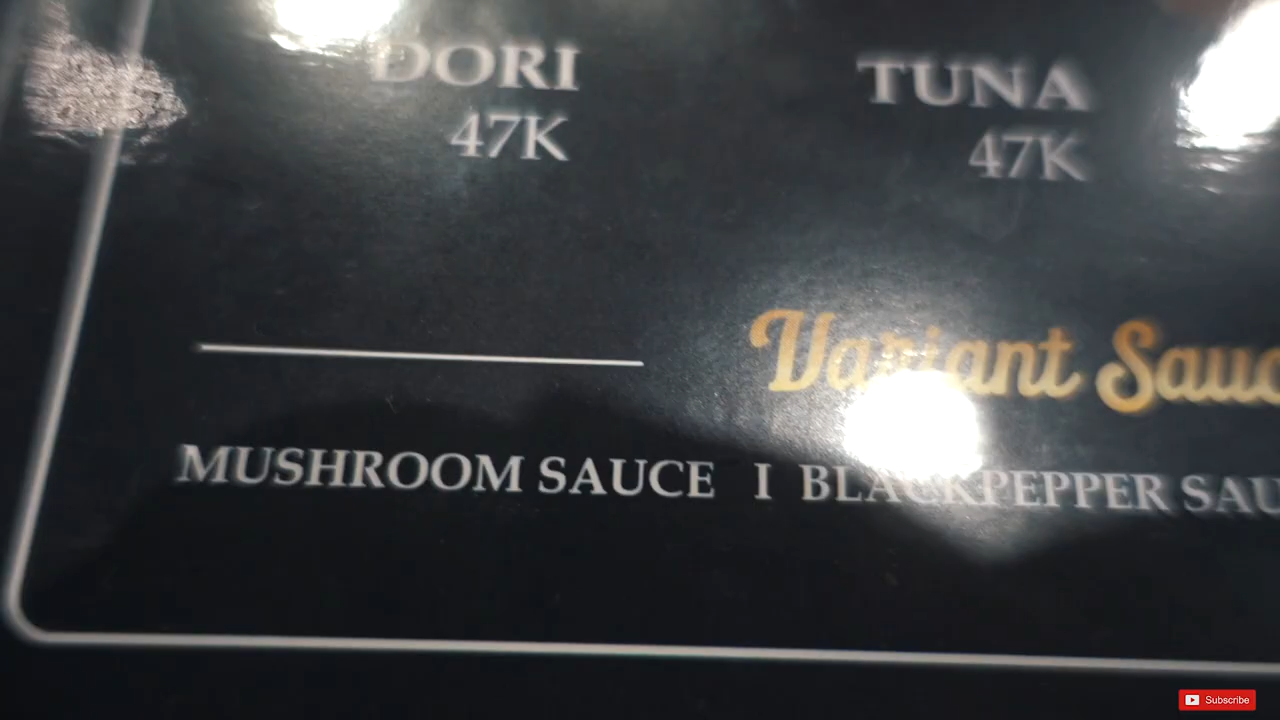 DORI
TUNA
47K
47K
Variant Sauc
MUSHROOM SAUCE I BLACKPEPPER SAU
Subscribe